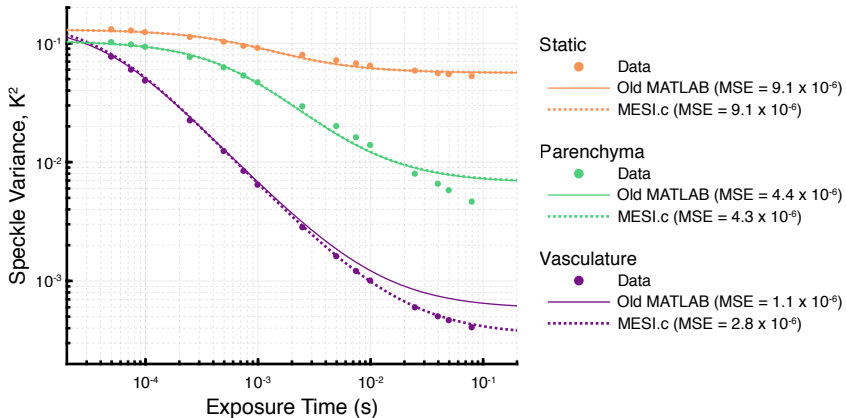 10⁻¹
10⁻²
10⁻³
Speckle Variance, K²
10⁻⁴
10⁻³
10⁻²
10⁻¹
Exposure Time (s)
Static
Data
Old MATLAB (MSE = 9.1 x 10⁻⁶)
MESI.c (MSE = 9.1 x 10⁻⁶)
Parenchyma
Data
Old MATLAB (MSE = 4.4 x 10⁻⁶)
MESI.c (MSE = 4.3 x 10⁻⁶)
Vasculature
Data
Old MATLAB (MSE = 1.1 x 10⁻⁶)
MESI.c (MSE = 2.8 x 10⁻⁶)